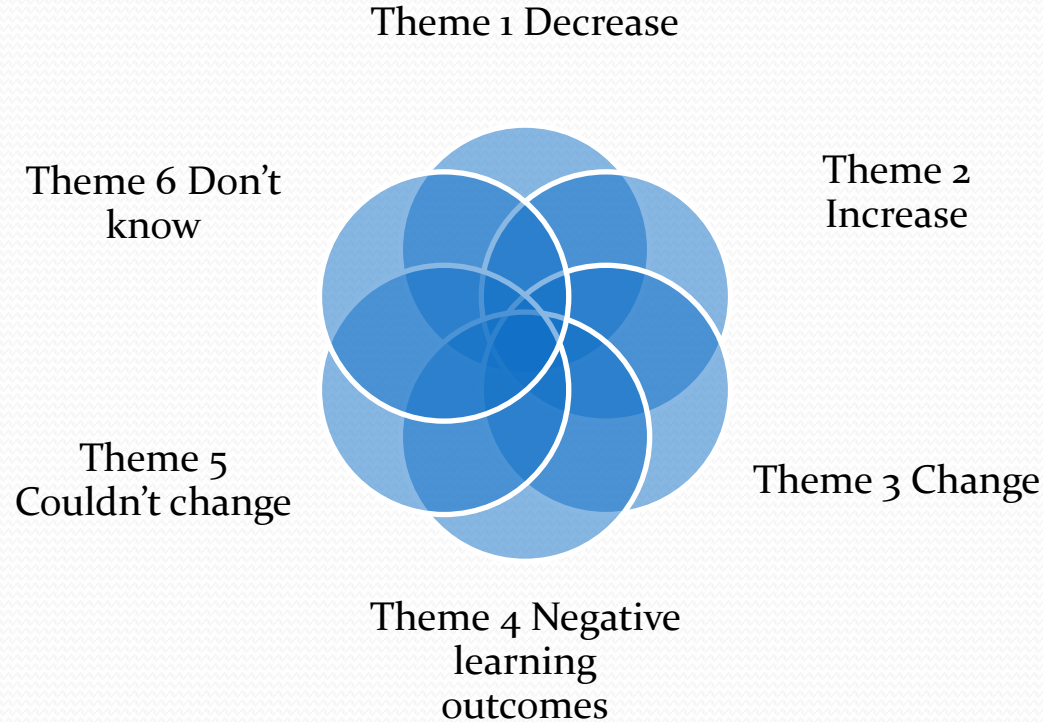 Theme 1 Decrease
Theme 2
Increase
Theme 3 Change
Theme 4 Negative
learning
outcomes
Theme 5
Couldn’t change
Theme 6 Don’t
know